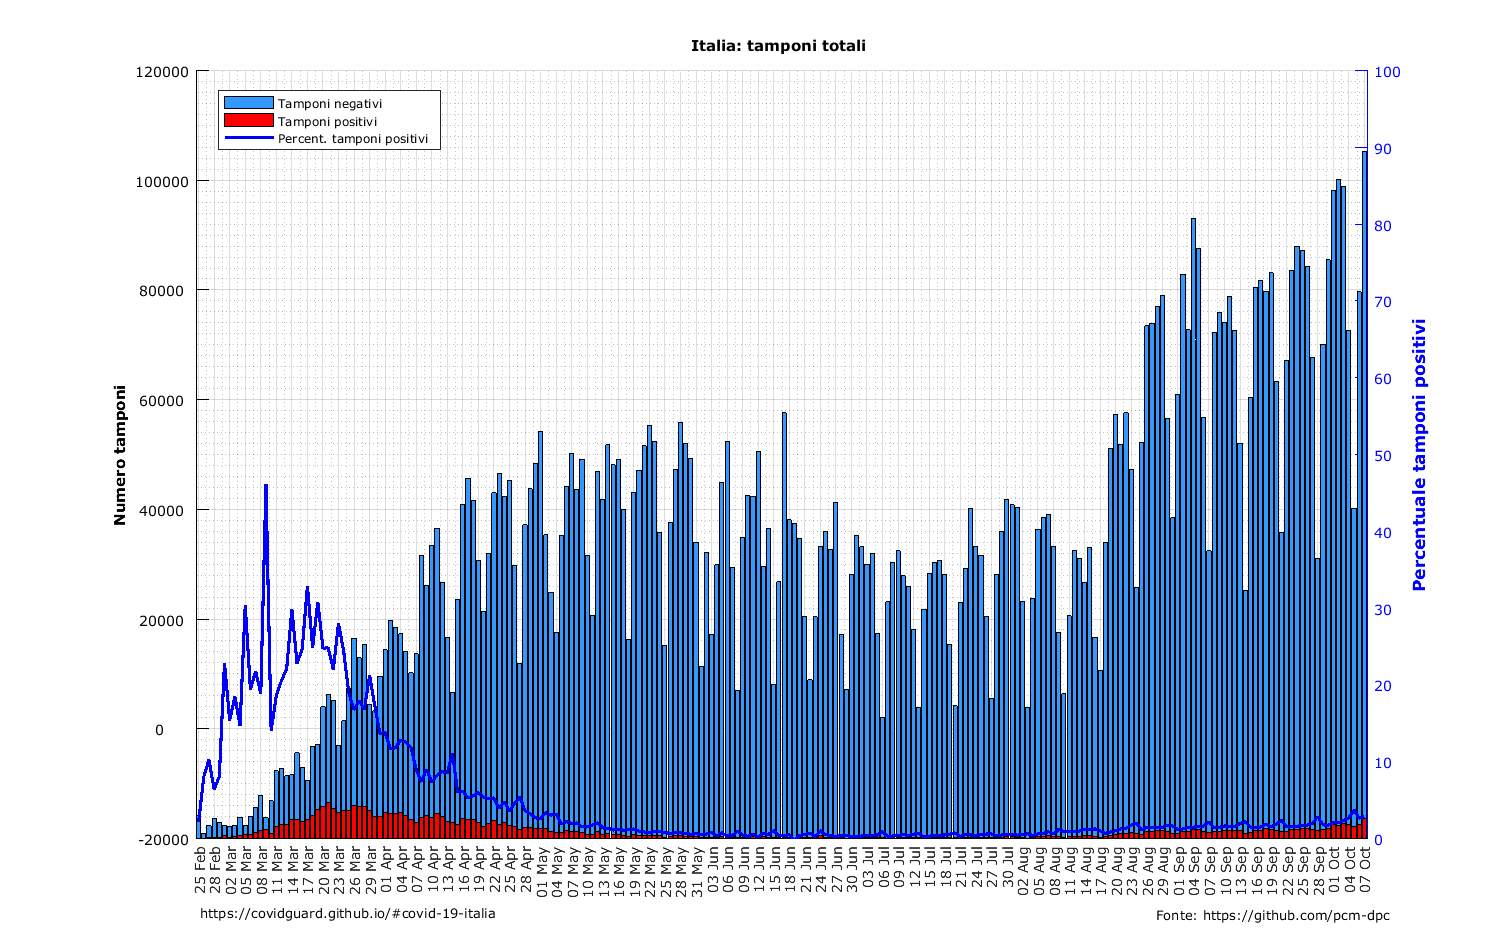 Italia: tamponi totali
Tamponi negativi
Tamponi positivi
Percent. tamponi positivi
Numero tamponi
120000
100000
80000
60000
40000
20000
0
-20000
Percentuale tamponi positivi
100
90
80
70
60
50
40
30
20
10
0
25 Feb
28 Feb
02 Mar
05 Mar
08 Mar
11 Mar
14 Mar
17 Mar
20 Mar
23 Mar
26 Mar
29 Mar
01 Apr
04 Apr
07 Apr
10 Apr
13 Apr
16 Apr
19 Apr
22 Apr
25 Apr
28 Apr
01 May
04 May
07 May
10 May
13 May
16 May
19 May
22 May
25 May
28 May
31 May
03 Jun
06 Jun
09 Jun
12 Jun
15 Jun
18 Jun
21 Jun
24 Jun
27 Jun
30 Jun
03 Jul
06 Jul
09 Jul
12 Jul
15 Jul
18 Jul
21 Jul
24 Jul
27 Jul
30 Jul
02 Aug
05 Aug
08 Aug
11 Aug
14 Aug
17 Aug
20 Aug
23 Aug
26 Aug
29 Aug
01 Sep
04 Sep
07 Sep
10 Sep
13 Sep
16 Sep
19 Sep
22 Sep
25 Sep
28 Sep
01 Oct
04 Oct
07 Oct
https://covidguard.github.io/#covid-19-italia
Fonte: https://github.com/pcm-dpc